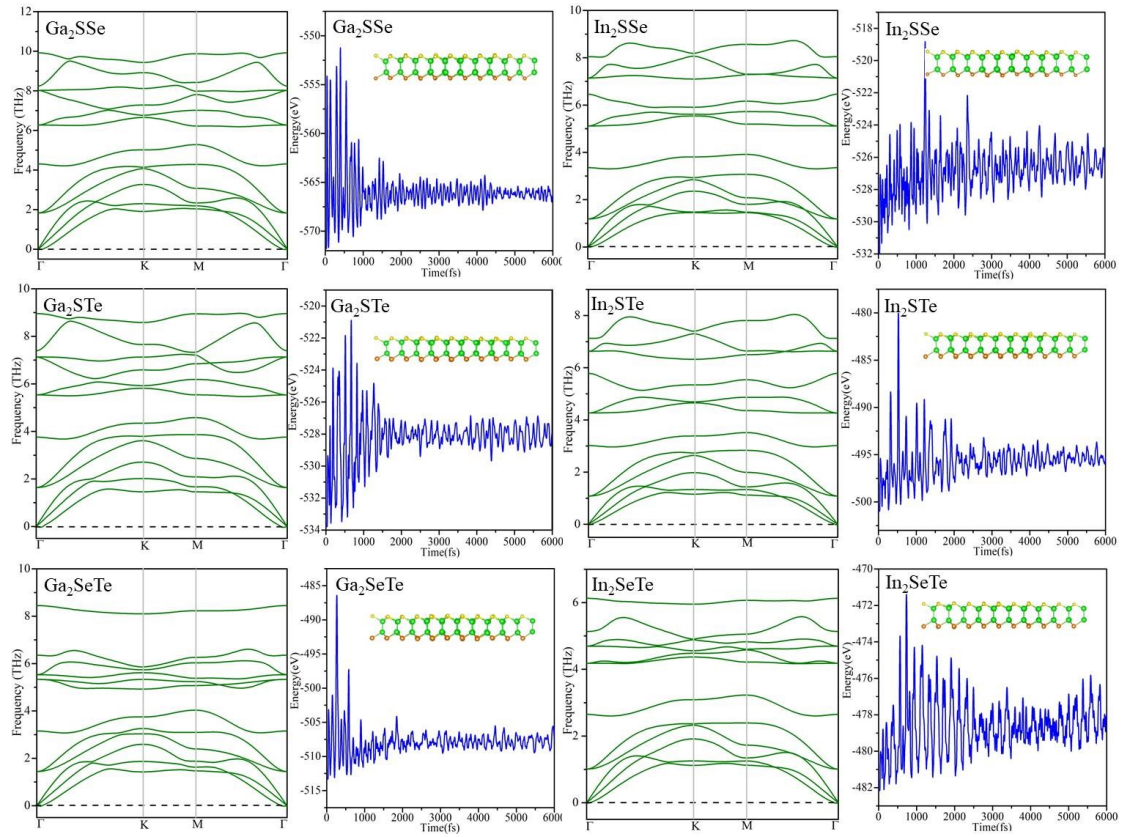 Ga₂SSe
Frequency (THz)
12
10
8
6
4
2
0
Γ K M Γ
Ga₂SSe
Energy(eV)
-550
-555
-560
-565
-570
0 1000 2000 3000 4000 5000 6000
Time(fs)
In₂SSe
Frequency (THz)
10
8
6
4
2
0
Γ K M Γ
In₂SSe
Energy(eV)
-518
-520
-522
-524
-526
-528
-530
-532
0 1000 2000 3000 4000 5000 6000
Time(fs)
Ga₂STe
Frequency (THz)
10
8
6
4
2
0
Γ K M Γ
Ga₂STe
Energy(eV)
-520
-522
-524
-526
-528
-530
-532
-534
0 1000 2000 3000 4000 5000 6000
Time(fs)
In₂STe
Frequency (THz)
8
6
4
2
0
Γ K M Γ
In₂STe
Energy(eV)
-480
-485
-490
-495
-500
0 1000 2000 3000 4000 5000 6000
Time(fs)
Ga₂SeTe
Frequency (THz)
10
8
6
4
2
0
Γ K M Γ
Ga₂SeTe
Energy(eV)
-485
-490
-495
-500
-505
-510
-515
0 1000 2000 3000 4000 5000 6000
Time(fs)
In₂SeTe
Frequency (THz)
6
4
2
0
Γ K M Γ
In₂SeTe
Energy(eV)
-470
-472
-474
-476
-478
-480
-482
0 1000 2000 3000 4000 5000 6000
Time(fs)